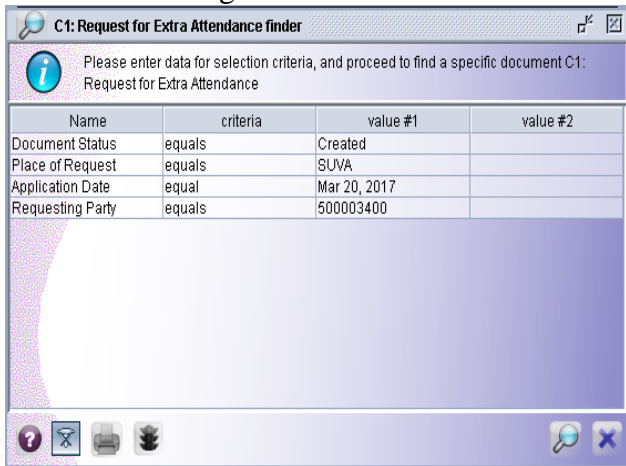 C1: Request for Extra Attendance finder
Please enter data for selection criteria, and proceed to find a specific document C1:
Request for Extra Attendance
Name criteria value #1 value #2
Document Status equals Created
Place of Request equals SUVA
Application Date equal Mar 20, 2017
Requesting Party equals 500003400